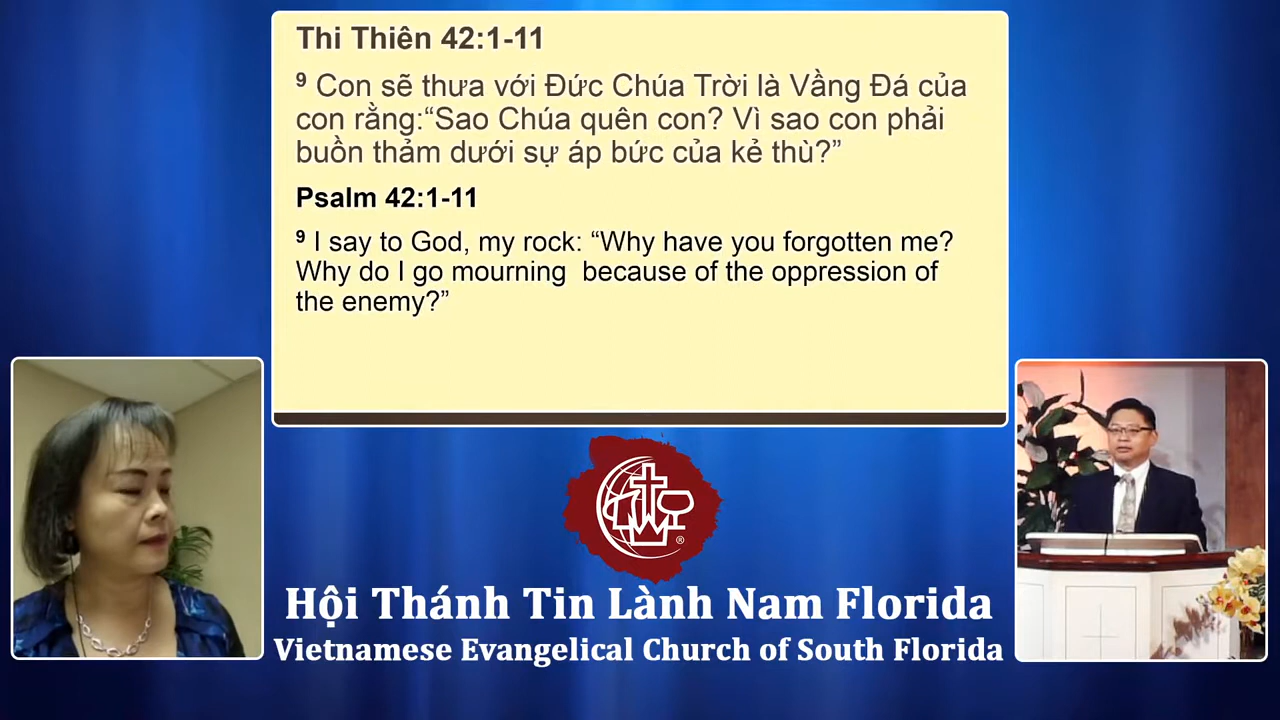 Thi Thiên 42:1-11
⁹ Con sẽ thưa với Đức Chúa Trời là Vầng Đá của
con rằng:“Sao Chúa quên con? Vì sao con phải
buồn thảm dưới sự áp bức của kẻ thù?”
Psalm 42:1-11
⁹ I say to God, my rock: “Why have you forgotten me?
Why do I go mourning  because of the oppression of
the enemy?”
®
Hội Thánh Tin Lành Nam Florida
Vietnamese Evangelical Church of South Florida